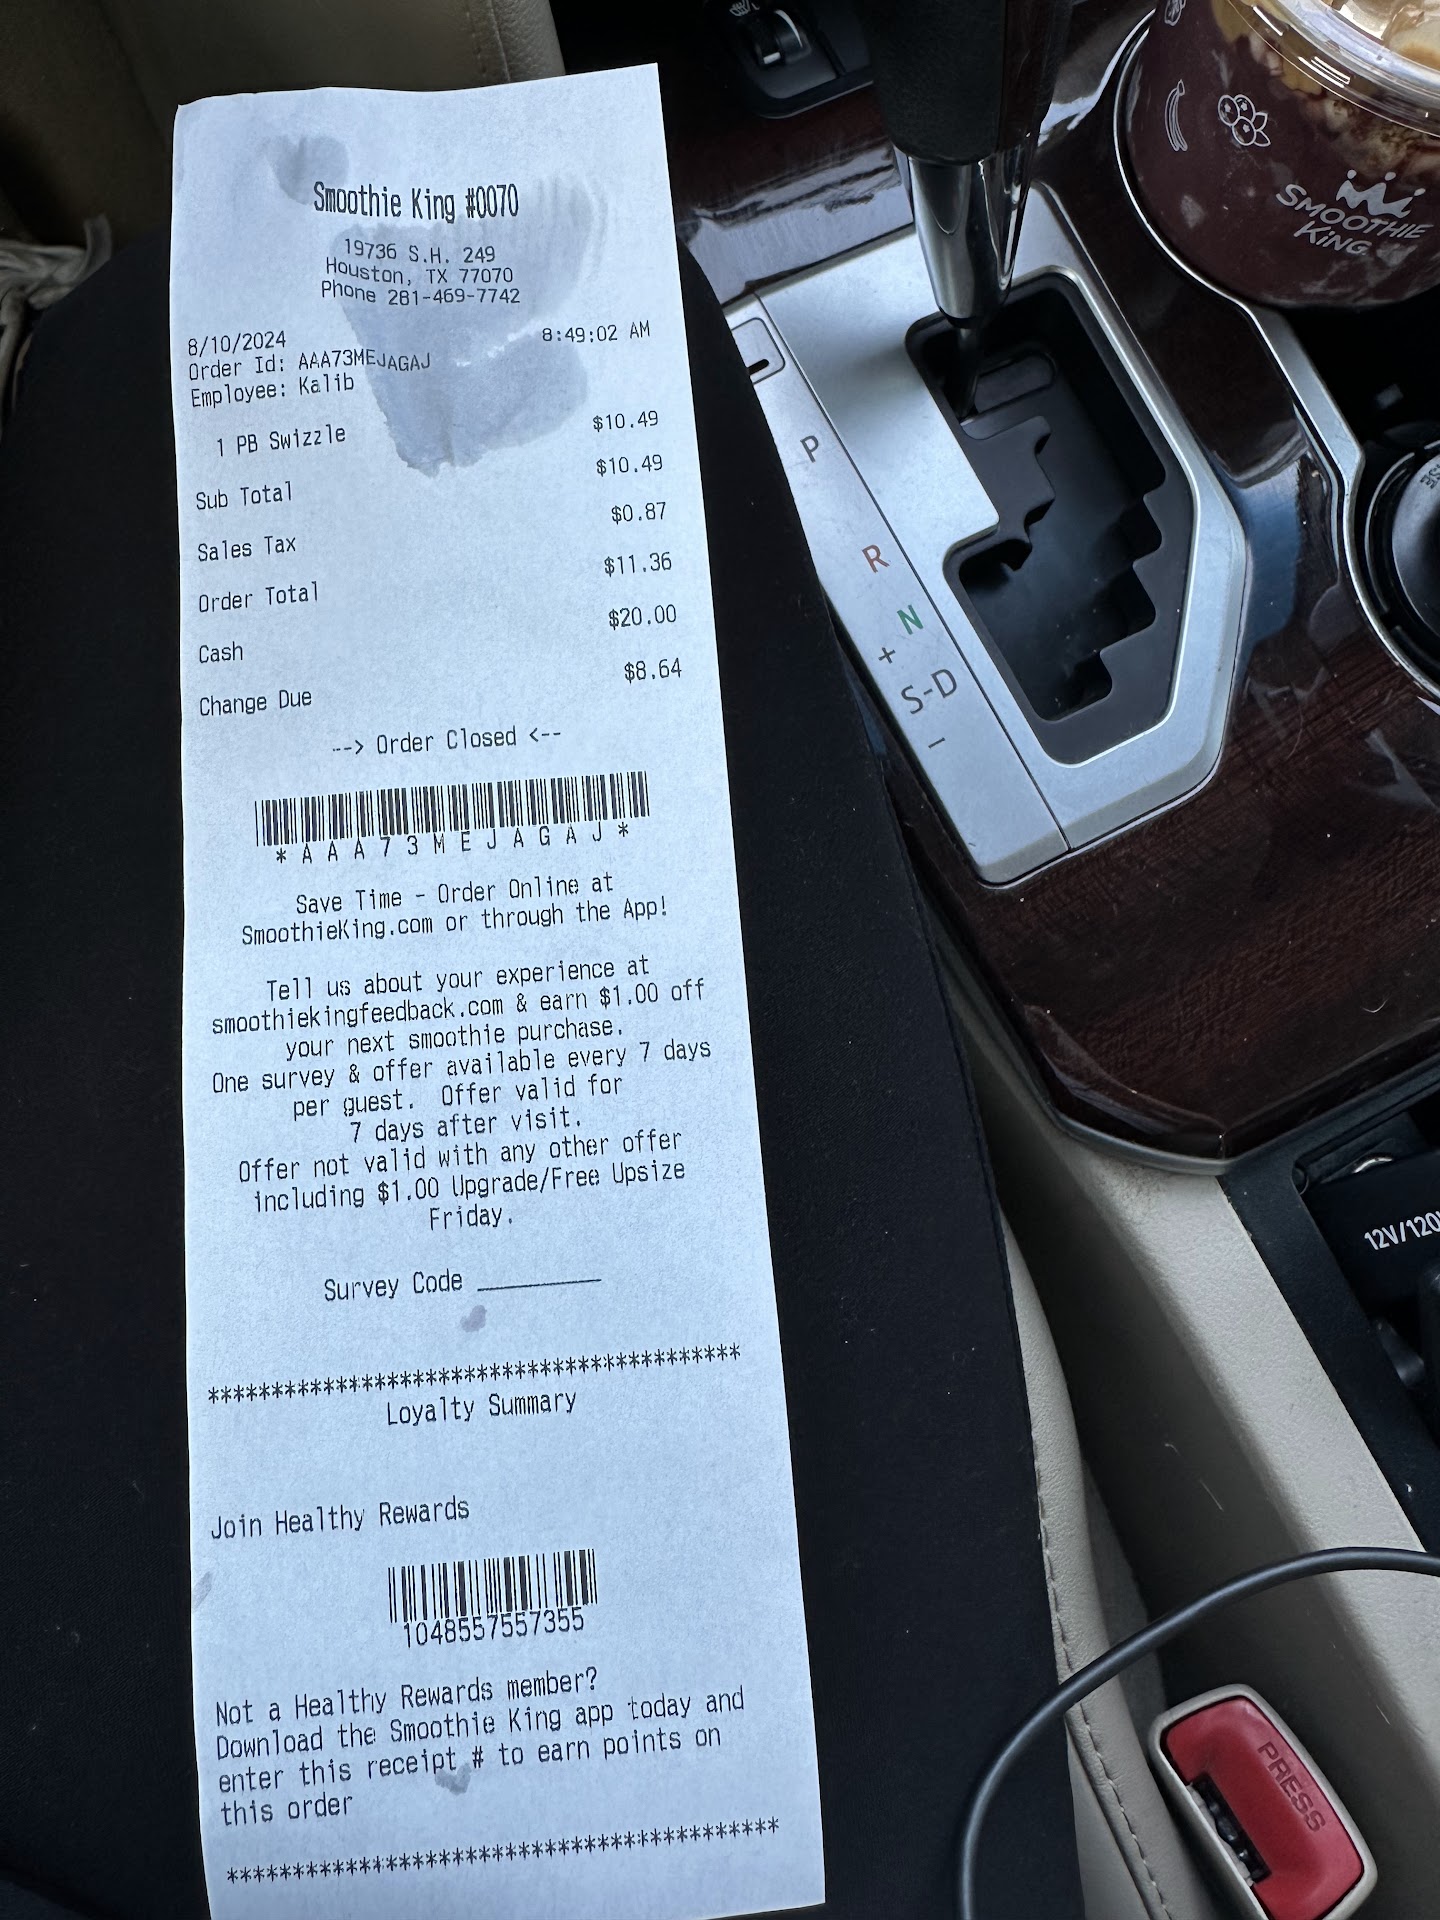 Smoothie King #0070
19736 S.H. 249
Houston, TX 77070
Phone 281-469-7742
8/10/2024 8:49:02 AM
Order Id: AAA73MEJAGAJ
Employee: Kalib
1 PB Swizzle $10.49
Sub Total $10.49
Sales Tax $0.87
Order Total $11.36
Cash $20.00
Change Due $8.64
--> Order Closed <--
*AAA73MEJAGAJ*
Save Time - Order Online at
SmoothieKing.com or through the App!
Tell us about your experience at
smoothiekingfeedback.com & earn $1.00 off
your next smoothie purchase.
One survey & offer available every 7 days
per guest. Offer valid for
7 days after visit.
Offer not valid with any other offer
including $1.00 Upgrade/Free Upsize
Friday.
Survey Code __________
*****************************************
Loyalty Summary
Join Healthy Rewards
1048557557355
Not a Healthy Rewards member?
Download the Smoothie King app today and
enter this receipt # to earn points on
this order
*****************************************
SMOOTHIE
KING
P
R
N
+
S-D
-
12V/120
PRESS